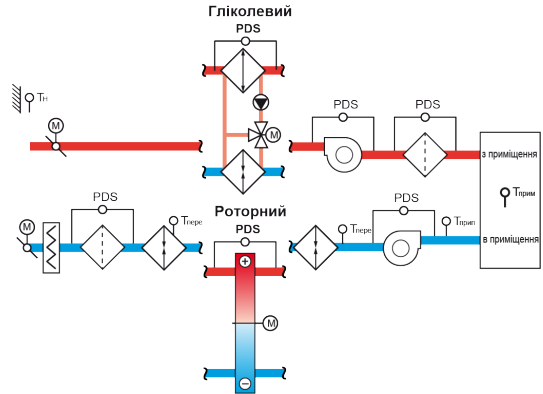 Гліколевий
PDS
Tн
M
M
PDS
PDS
з приміщення
Tприм
в приміщення
M
PDS
Tпере
Роторний
PDS
Tпере
PDS
Tприп
+
M
−